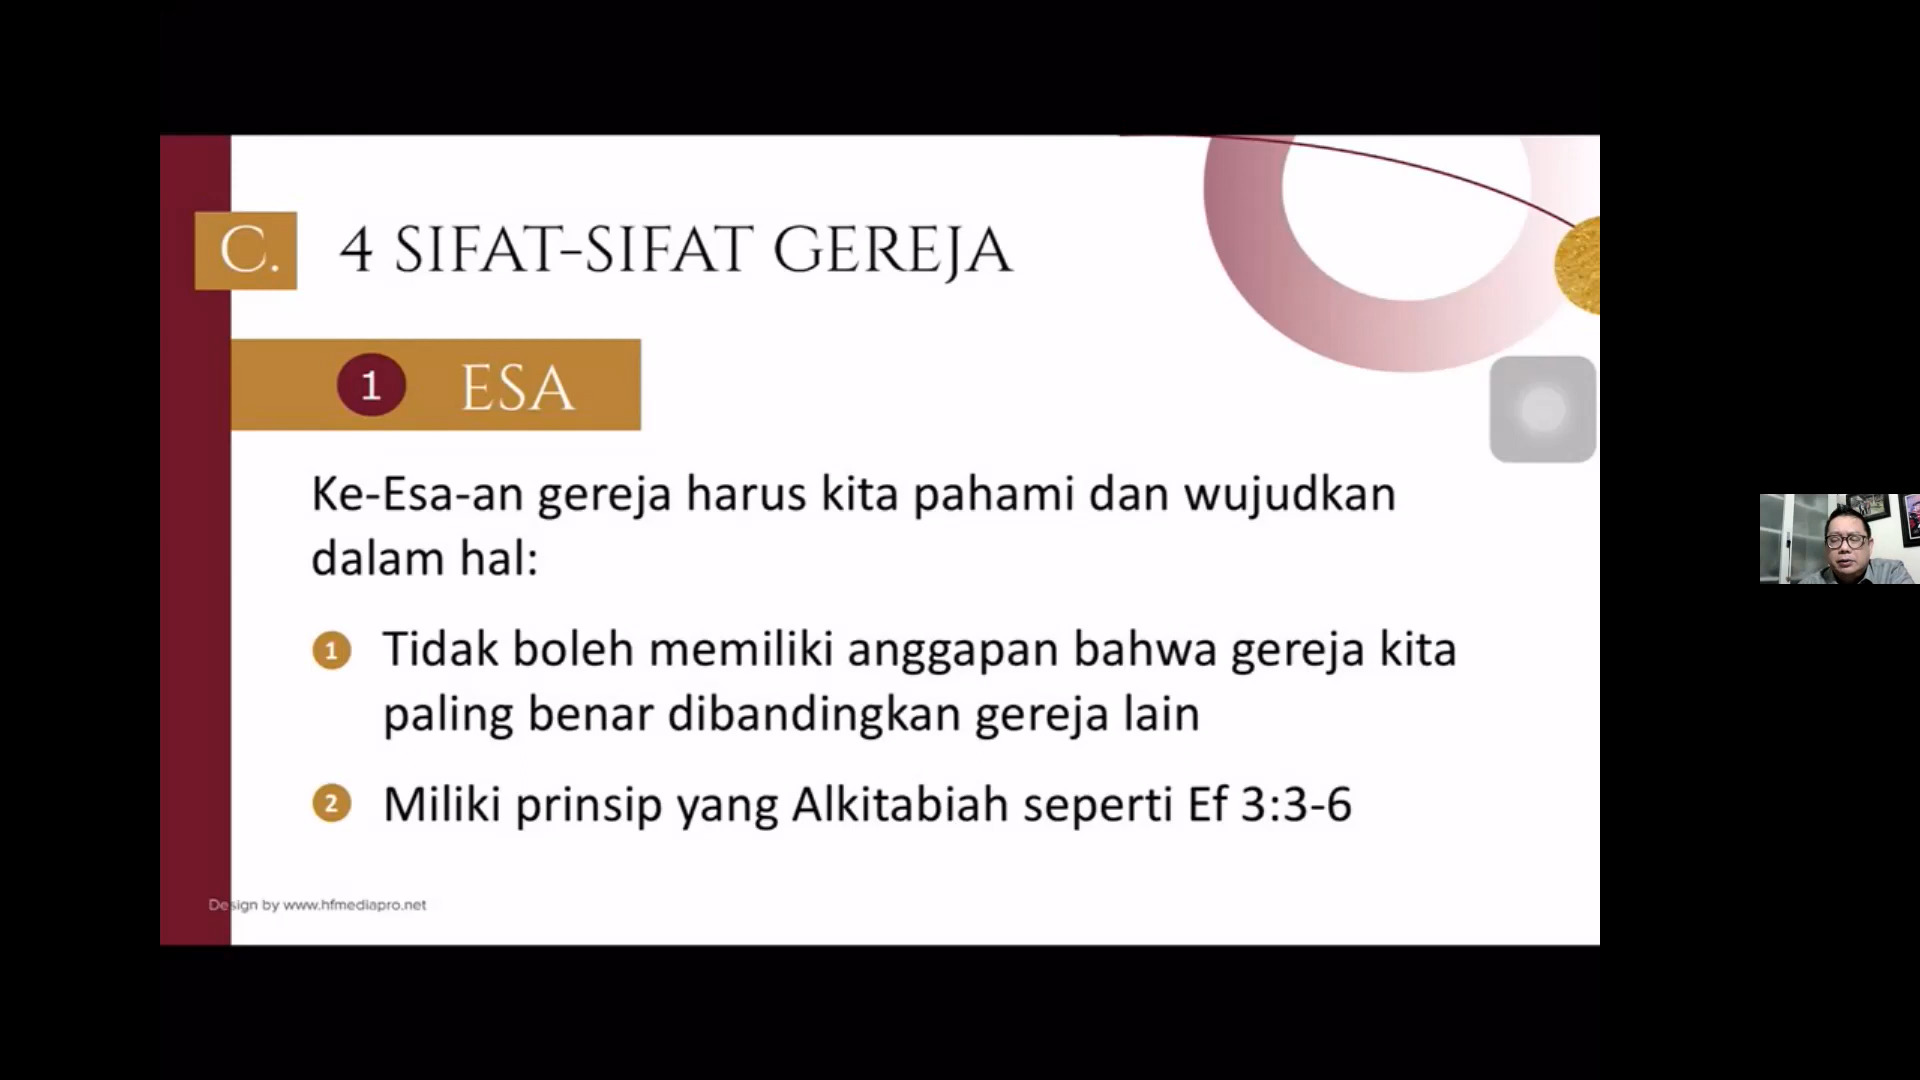 C. 4 SIFAT-SIFAT GEREJA
1 ESA
Ke-Esa-an gereja harus kita pahami dan wujudkan
dalam hal:
1 Tidak boleh memiliki anggapan bahwa gereja kita
paling benar dibandingkan gereja lain
2 Miliki prinsip yang Alkitabiah seperti Ef 3:3-6
Design by www.hfmediapro.net